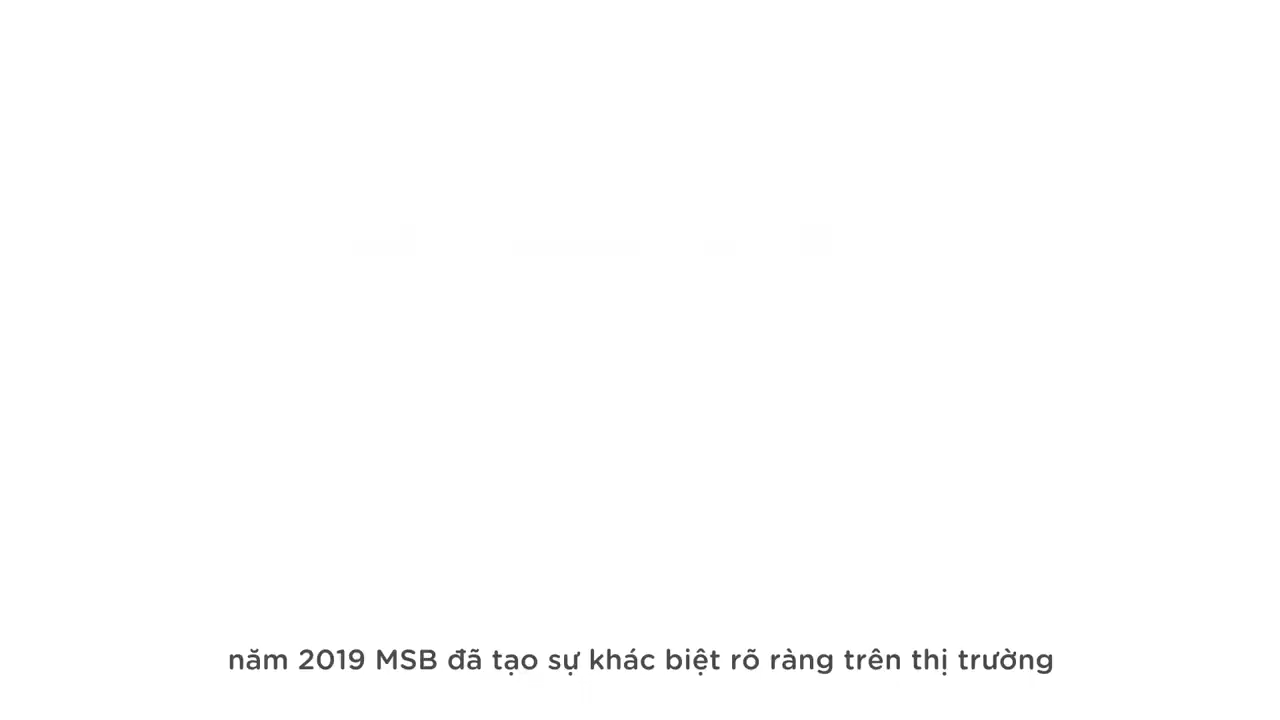 năm 2019 MSB đã tạo sự khác biệt rõ ràng trên thị trường